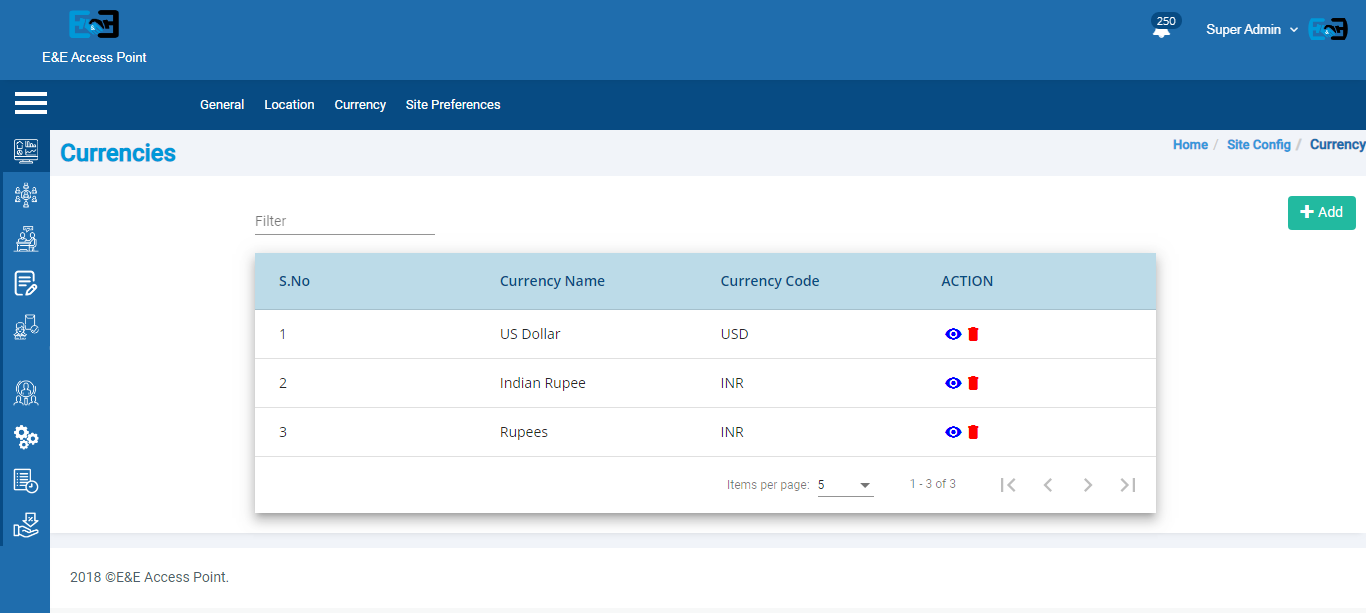 E&E
E&E Access Point
250
Super Admin
E&E
General Location Currency Site Preferences
Currencies
Home / Site Config / Currency
Filter
Add
S.No Currency Name Currency Code ACTION
1 US Dollar USD
2 Indian Rupee INR
3 Rupees INR
Items per page: 5 1 - 3 of 3
2018 ©E&E Access Point.